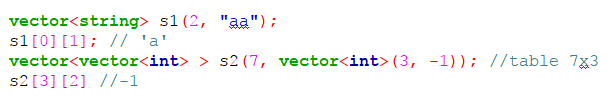 vector<string> s1(2, "aa");
s1[0][1]; // 'a'
vector<vector<int> > s2(7, vector<int>(3, -1)); //table 7x3
s2[3][2] //-1